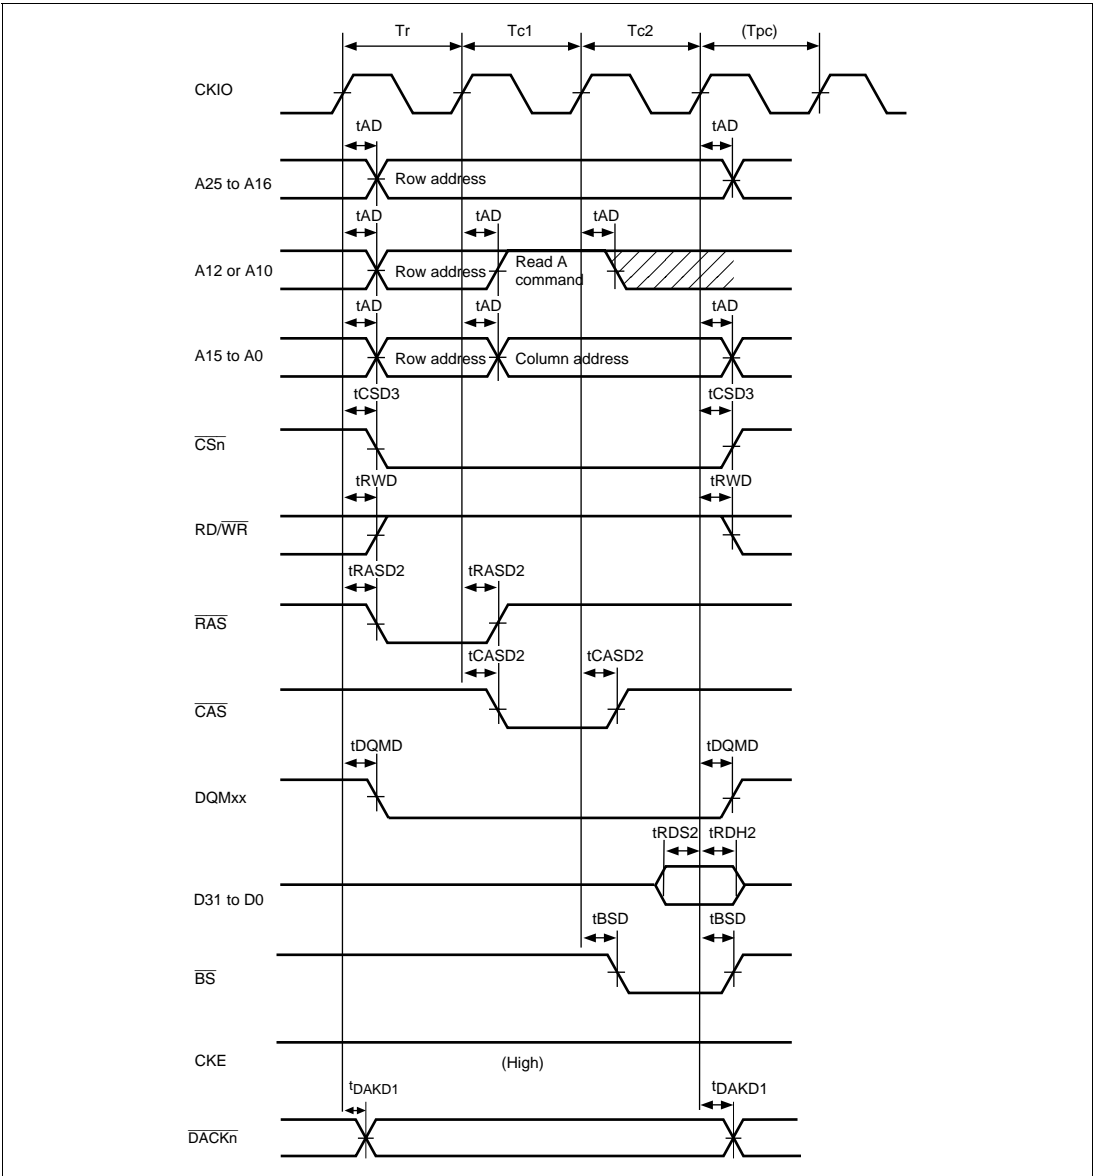 Tr Tc1 Tc2 (Tpc)
CKIO
tAD tAD
A25 to A16 Row address
tAD tAD tAD
A12 or A10 Row address Read A
command
tAD tAD tAD
A15 to A0 Row address Column address
tCSD3 tCSD3
CSn
tRWD tRWD
RD/WR
tRASD2 tRASD2
RAS
tCASD2 tCASD2
CAS
tDQMD tDQMD
DQMxx
tRDS2 tRDH2
D31 to D0
tBSD tBSD
BS
CKE (High)
tDAKD1 tDAKD1
DACKn